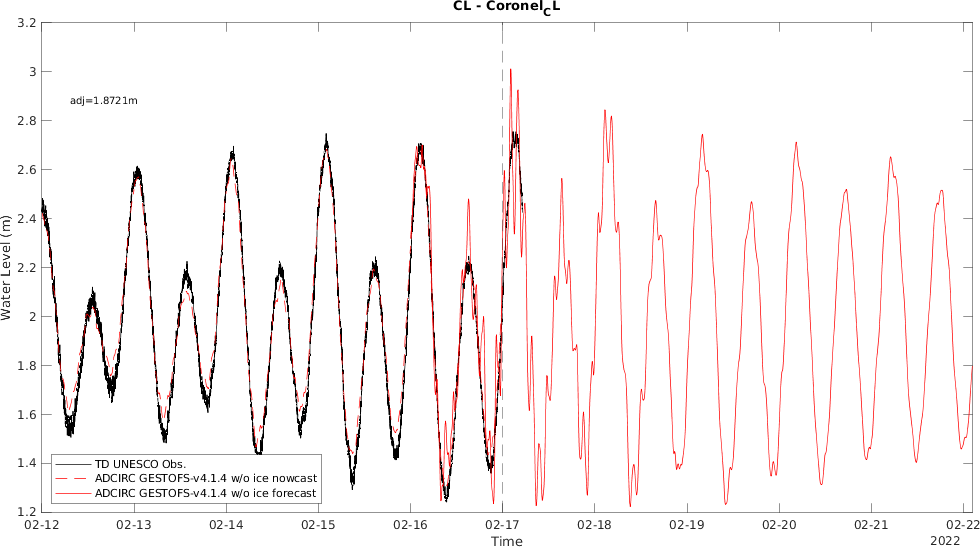 CL - Coronel_CL
3.2
3
2.8
2.6
2.4
2.2
2
1.8
1.6
1.4
1.2
Water Level (m)
adj=1.8721m
TD UNESCO Obs.
ADCIRC GESTOFS-v4.1.4 w/o ice nowcast
ADCIRC GESTOFS-v4.1.4 w/o ice forecast
02-12 02-13 02-14 02-15 02-16 02-17 02-18 02-19 02-20 02-21 02-22
Time
2022